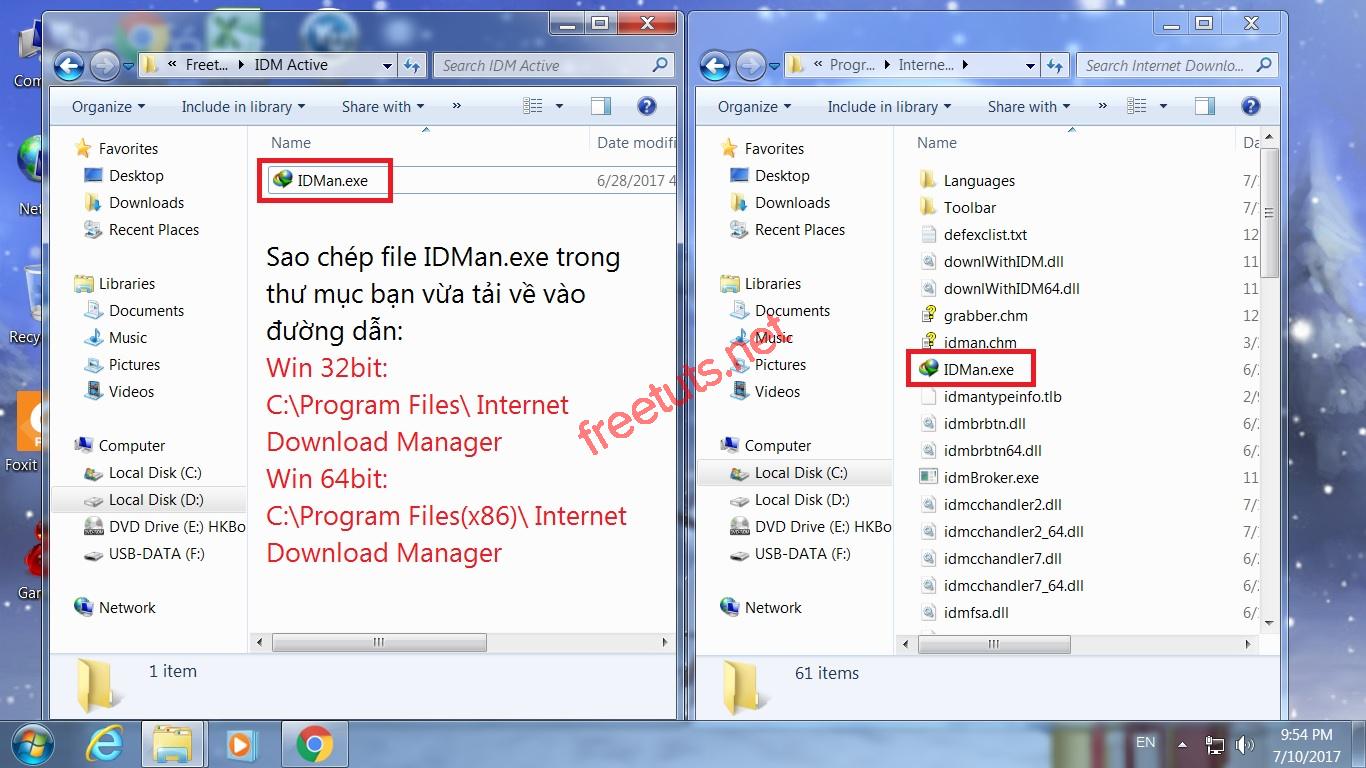 « Freet... ▸ IDM Active
Search IDM Active
Organize
Include in library
Share with
»
Name
Date modifi
IDMan.exe
6/28/2017 4
Favorites
Desktop
Downloads
Recent Places
Libraries
Documents
Music
Pictures
Videos
Computer
Local Disk (C:)
Local Disk (D:)
DVD Drive (E:) HKBo
USB-DATA (F:)
Network
Sao chép file IDMan.exe trong
thư mục bạn vừa tải về vào
đường dẫn:
Win 32bit:
C:\Program Files\ Internet
Download Manager
Win 64bit:
C:\Program Files(x86)\ Internet
Download Manager
1 item
« Progr... ▸ Interne... ▸
Search Internet Downlo...
Organize
Include in library
Share with
»
Name
Da
Favorites
Desktop
Downloads
Recent Places
Libraries
Documents
Music
Pictures
Videos
Computer
Local Disk (C:)
Local Disk (D:)
DVD Drive (E:) HKBo
USB-DATA (F:)
Network
Languages 7/
Toolbar 7/
defexclist.txt 12
downlWithIDM.dll 11
downlWithIDM64.dll 11
grabber.chm 12
idman.chm 3/
IDMan.exe 6/
idmantypeinfo.tlb 2/
idmbrbtn.dll 6/
idmbrbtn64.dll 6/
idmBroker.exe 11
idmcchandler2.dll 7/
idmcchandler2_64.dll 7/
idmcchandler7.dll 6/
idmcchandler7_64.dll 6/
idmfsa.dll 6/
61 items
freetuts.net
Com
Net
Recy
Foxit
Gar
EN
9:54 PM
7/10/2017